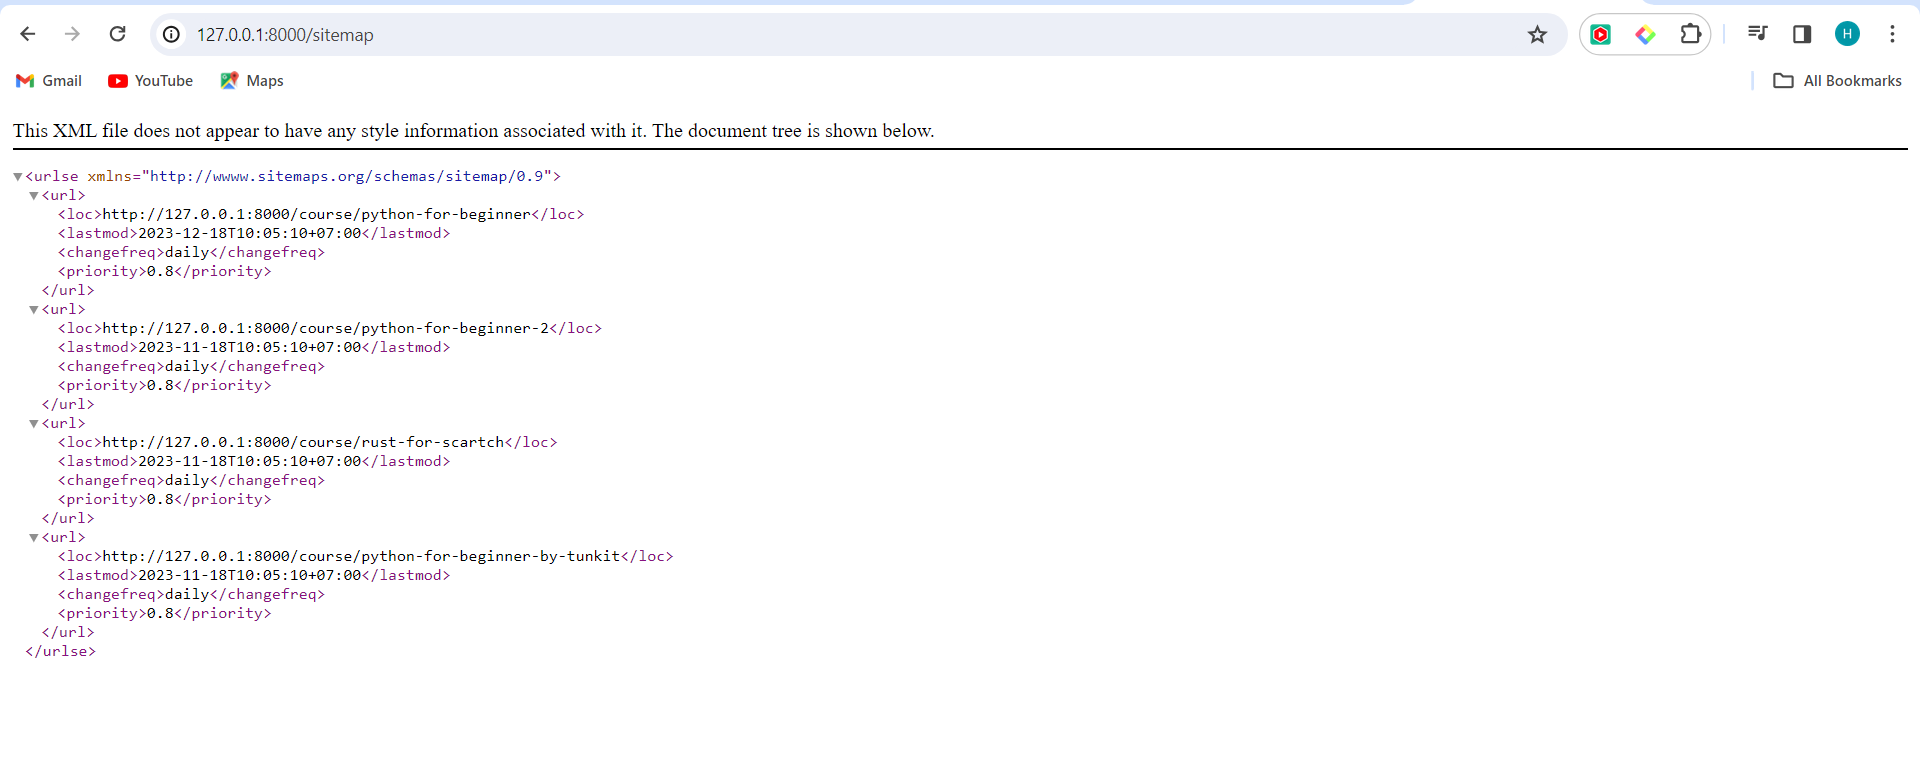 127.0.0.1:8000/sitemap
H
Gmail YouTube Maps All Bookmarks
This XML file does not appear to have any style information associated with it. The document tree is shown below.
<urlse xmlns="http://wwww.sitemaps.org/schemas/sitemap/0.9">
<url>
<loc>http://127.0.0.1:8000/course/python-for-beginner</loc>
<lastmod>2023-12-18T10:05:10+07:00</lastmod>
<changefreq>daily</changefreq>
<priority>0.8</priority>
</url>
<url>
<loc>http://127.0.0.1:8000/course/python-for-beginner-2</loc>
<lastmod>2023-11-18T10:05:10+07:00</lastmod>
<changefreq>daily</changefreq>
<priority>0.8</priority>
</url>
<url>
<loc>http://127.0.0.1:8000/course/rust-for-scartch</loc>
<lastmod>2023-11-18T10:05:10+07:00</lastmod>
<changefreq>daily</changefreq>
<priority>0.8</priority>
</url>
<url>
<loc>http://127.0.0.1:8000/course/python-for-beginner-by-tunkit</loc>
<lastmod>2023-11-18T10:05:10+07:00</lastmod>
<changefreq>daily</changefreq>
<priority>0.8</priority>
</url>
</urlse>